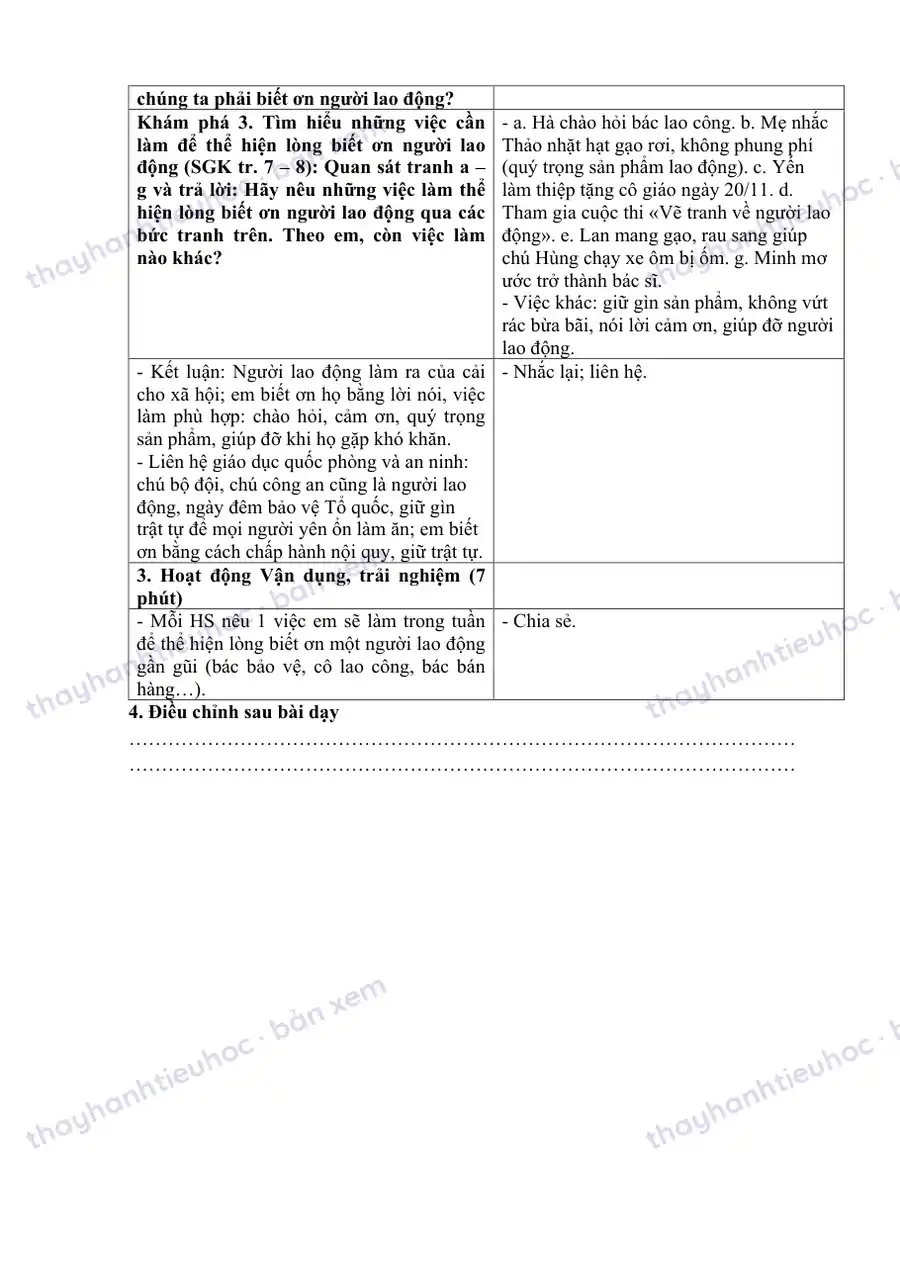 chúng ta phải biết ơn người lao động?
Khám phá 3. Tìm hiểu những việc cần
làm để thể hiện lòng biết ơn người lao
động (SGK tr. 7 – 8): Quan sát tranh a –
g và trả lời: Hãy nêu những việc làm thể
hiện lòng biết ơn người lao động qua các
bức tranh trên. Theo em, còn việc làm
nào khác?
- a. Hà chào hỏi bác lao công. b. Mẹ nhắc
Thảo nhặt hạt gạo rơi, không phung phí
(quý trọng sản phẩm lao động). c. Yến
làm thiệp tặng cô giáo ngày 20/11. d.
Tham gia cuộc thi «Vẽ tranh về người lao
động». e. Lan mang gạo, rau sang giúp
chú Hùng chạy xe ôm bị ốm. g. Minh mơ
ước trở thành bác sĩ.
- Việc khác: giữ gìn sản phẩm, không vứt
rác bừa bãi, nói lời cảm ơn, giúp đỡ người
lao động.
- Kết luận: Người lao động làm ra của cải
cho xã hội; em biết ơn họ bằng lời nói, việc
làm phù hợp: chào hỏi, cảm ơn, quý trọng
sản phẩm, giúp đỡ khi họ gặp khó khăn.
- Liên hệ giáo dục quốc phòng và an ninh:
chú bộ đội, chú công an cũng là người lao
động, ngày đêm bảo vệ Tổ quốc, giữ gìn
trật tự để mọi người yên ổn làm ăn; em biết
ơn bằng cách chấp hành nội quy, giữ trật tự.
- Nhắc lại; liên hệ.
3. Hoạt động Vận dụng, trải nghiệm (7
phút)
- Mỗi HS nêu 1 việc em sẽ làm trong tuần
để thể hiện lòng biết ơn một người lao động
gần gũi (bác bảo vệ, cô lao công, bác bán
hàng…).
- Chia sẻ.
4. Điều chỉnh sau bài dạy
……………………………………………………………………………………………
……………………………………………………………………………………………
thayhanhtieuhoc · bản xem
thayhanhtieuhoc · b
thayhanhtieuhoc · bản xem
thayhanhtieuhoc · b
thayhanhtieuhoc · bản xem
thayhanhtieuhoc · b